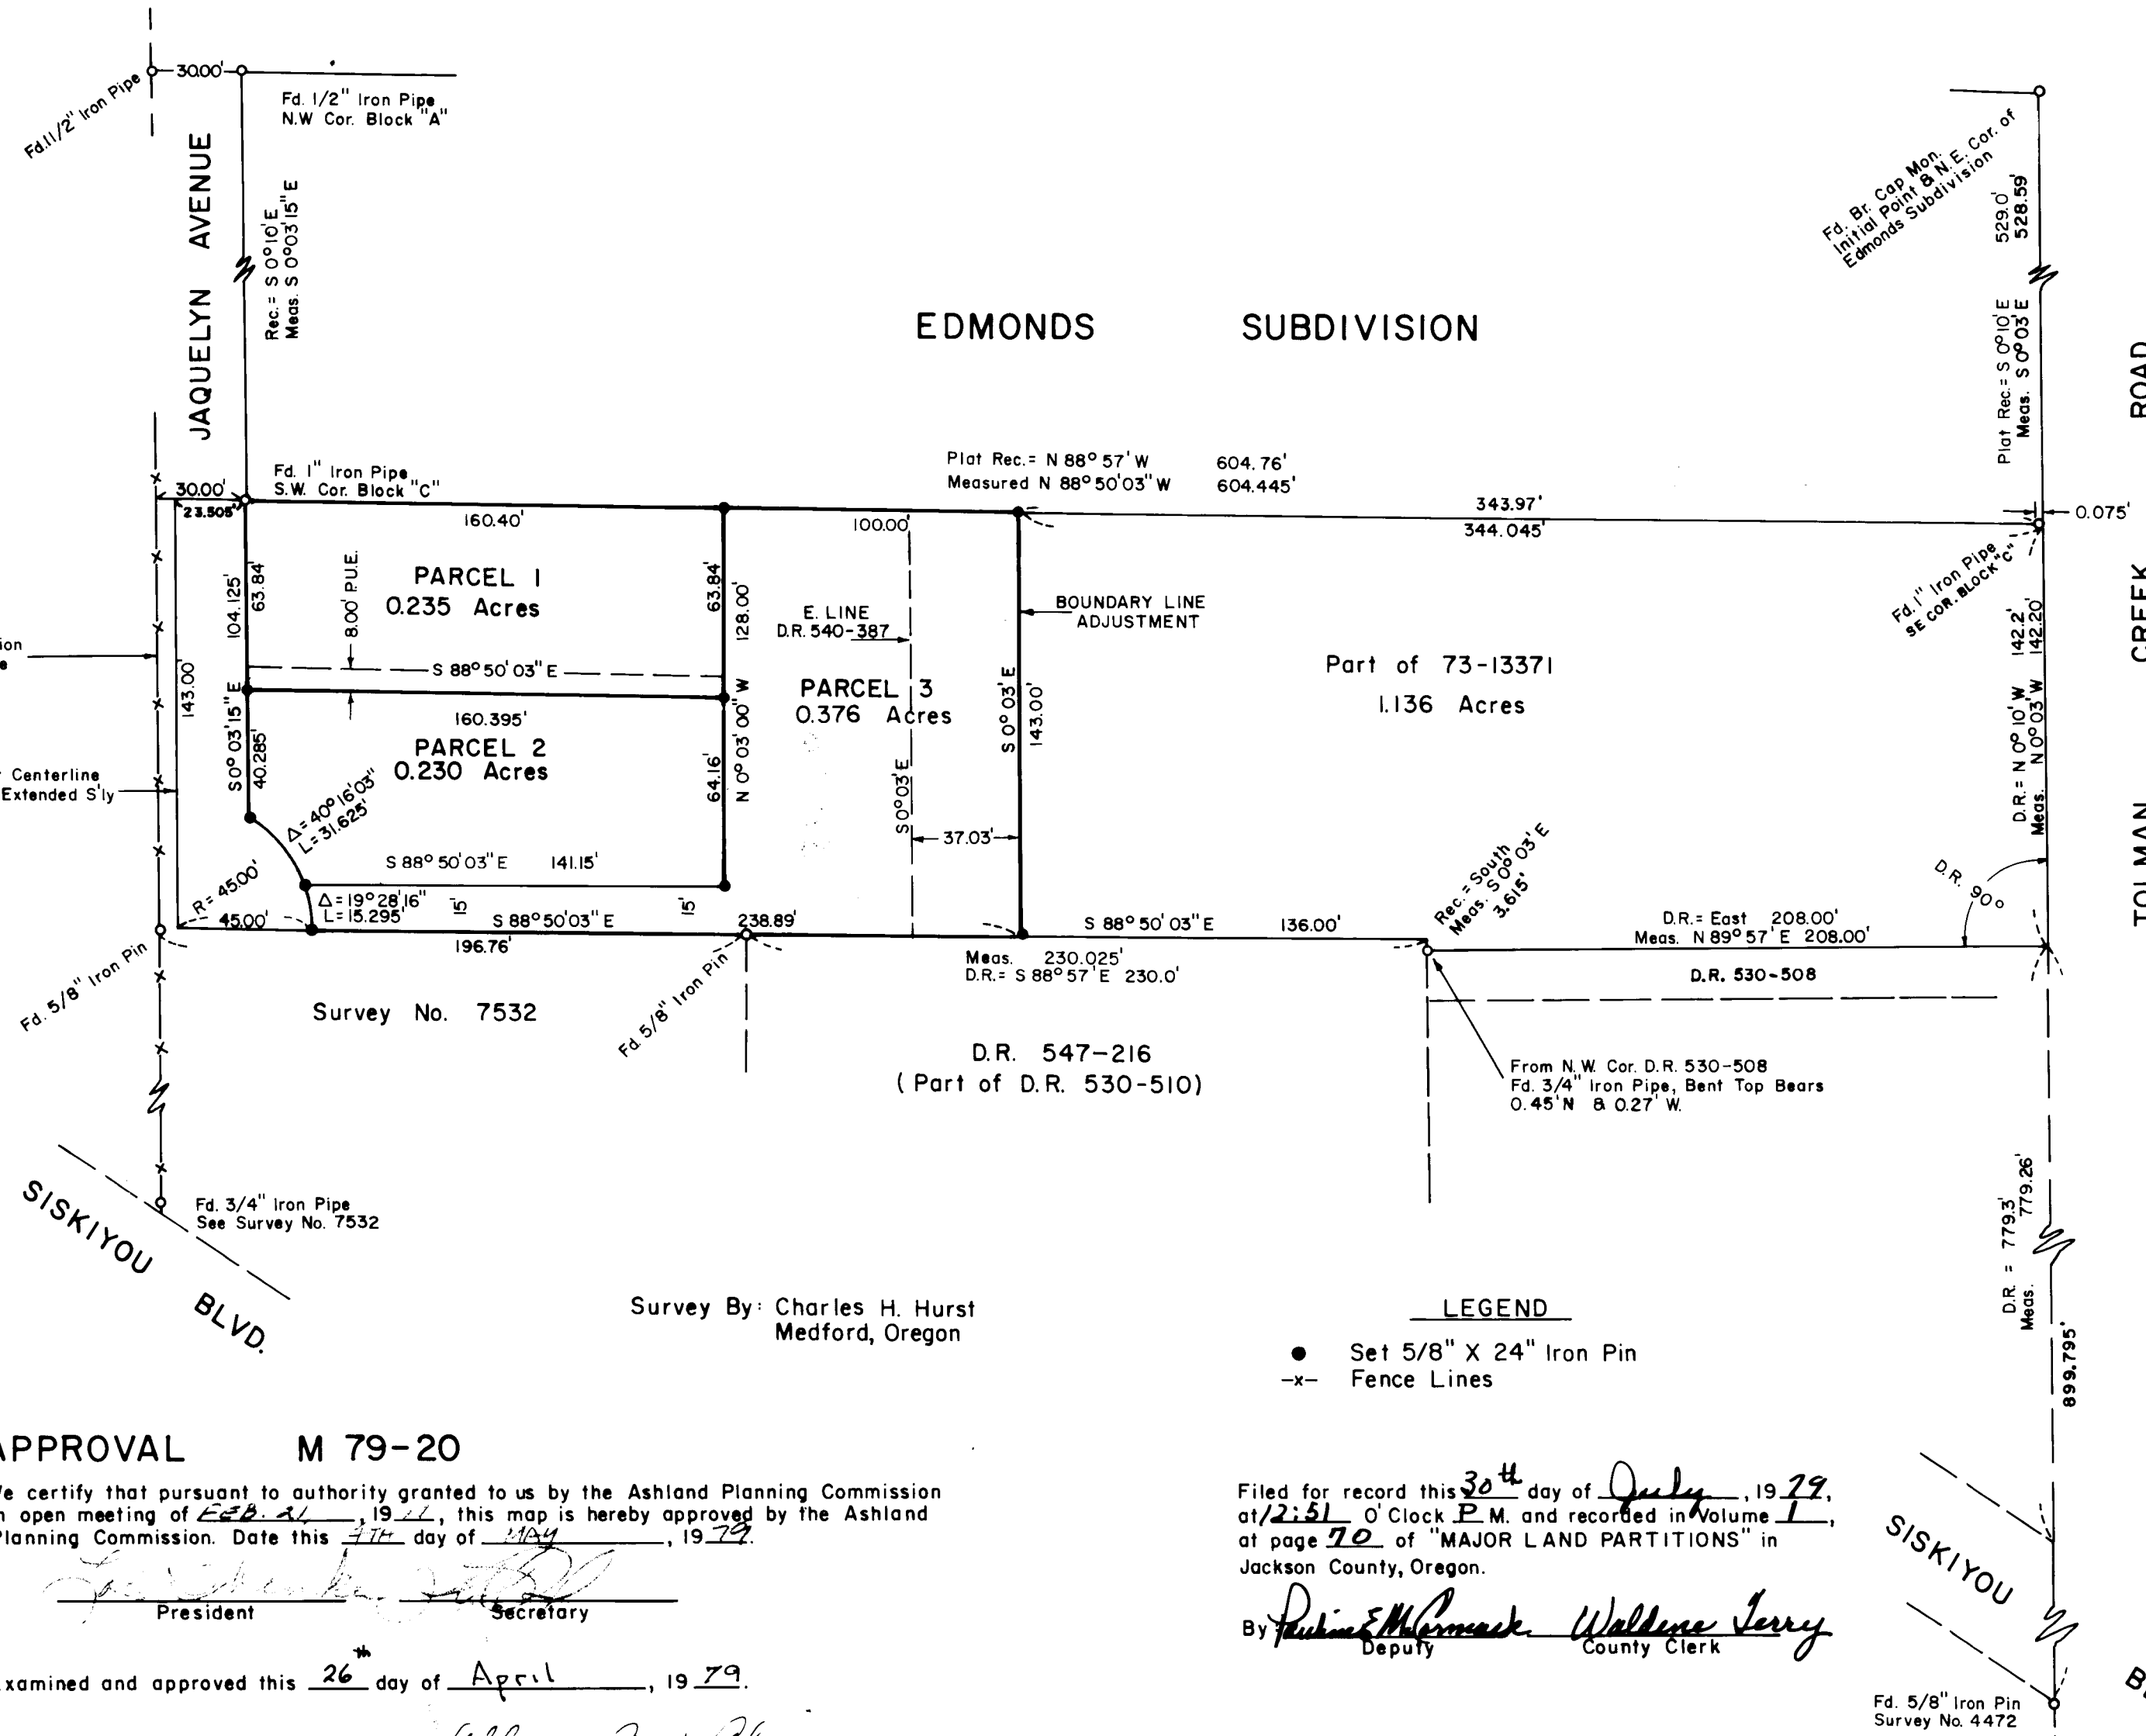 30.00'
Fd. 1 1/2" Iron Pipe
Fd. 1/2" Iron Pipe
N.W Cor. Block "A"
JAQUELYN AVENUE
Rec.= S 0°10' E
Meas. S 0°03'15" E
EDMONDS SUBDIVISION
Fd. Br. Cap Mon.
Initial Point & N.E. Cor. of
Edmonds Subdivision
529.0'
528.59'
Plat Rec.= S 0°10' E
Meas. S 0°03' E
TOLMAN CREEK ROAD
Fd. 1" Iron Pipe
S.W. Cor. Block "C"
30.00'
23.505'
Plat Rec.= N 88° 57' W 604.76'
Measured N 88° 50' 03" W 604.445'
160.40'
100.00'
343.97'
344.045'
0.075'
Fd. 1" Iron Pipe
SE COR. BLOCK "C"
104.125'
63.84'
PARCEL 1
0.235 Acres
8.00' P.U.E.
63.84'
128.00'
E. LINE
D.R. 540-387
BOUNDARY LINE
ADJUSTMENT
S 88° 50' 03" E
143.00'
PARCEL 3
0.376 Acres
S 0° 03' E
143.00'
Part of 73-13371
1.136 Acres
142.2'
142.20'
D.R.= N 0° 10' W
Meas. N 0° 03' W
160.395'
PARCEL 2
0.230 Acres
S 0° 03' 15" E
40.285'
64.16'
N 0° 03' 00" W
S 0° 03' E
37.03'
Centerline
Extended S'ly
Δ= 40° 16' 03"
L= 31.625'
S 88° 50' 03" E 141.15'
R= 45.00'
45.00'
Δ= 19° 28' 16"
L= 15.295'
15
S 88° 50' 03" E
15
238.89'
196.76'
S 88° 50' 03" E 136.00'
Meas. 230.025'
D.R.= S 88° 57' E 230.0'
Rec.= South
Meas. S 0° 03' E
3.615'
D.R. 90°
D.R.= East 208.00'
Meas. N 89° 57' E 208.00'
D.R. 530-508
Fd. 5/8" Iron Pin
Fd. 5/8" Iron Pin
Survey No. 7532
D.R. 547-216
( Part of D.R. 530-510)
From N.W. Cor. D.R. 530-508
Fd. 3/4" Iron Pipe, Bent Top Bears
0.45' N & 0.27' W.
Fd. 3/4" Iron Pipe
See Survey No. 7532
SISKIYOU BLVD.
D.R. = 779.3'
Meas. 779.26'
899.795'
Survey By: Charles H. Hurst
Medford, Oregon
LEGEND
● Set 5/8" X 24" Iron Pin
-x- Fence Lines
APPROVAL M 79-20
We certify that pursuant to authority granted to us by the Ashland Planning Commission
in open meeting of FEB. 21, 19, this map is hereby approved by the Ashland
Planning Commission. Date this 7TH day of MAY, 1979.
President Secretary
Examined and approved this 26th day of April, 1979.
Filed for record this 30th day of July, 1979,
at 12:51 O'Clock P M. and recorded in Volume 1,
at page 70 of "MAJOR LAND PARTITIONS" in
Jackson County, Oregon.
By Pauline E McCormack Waldene Terry
Deputy County Clerk
SISKIYOU
Fd. 5/8" Iron Pin
Survey No. 4472